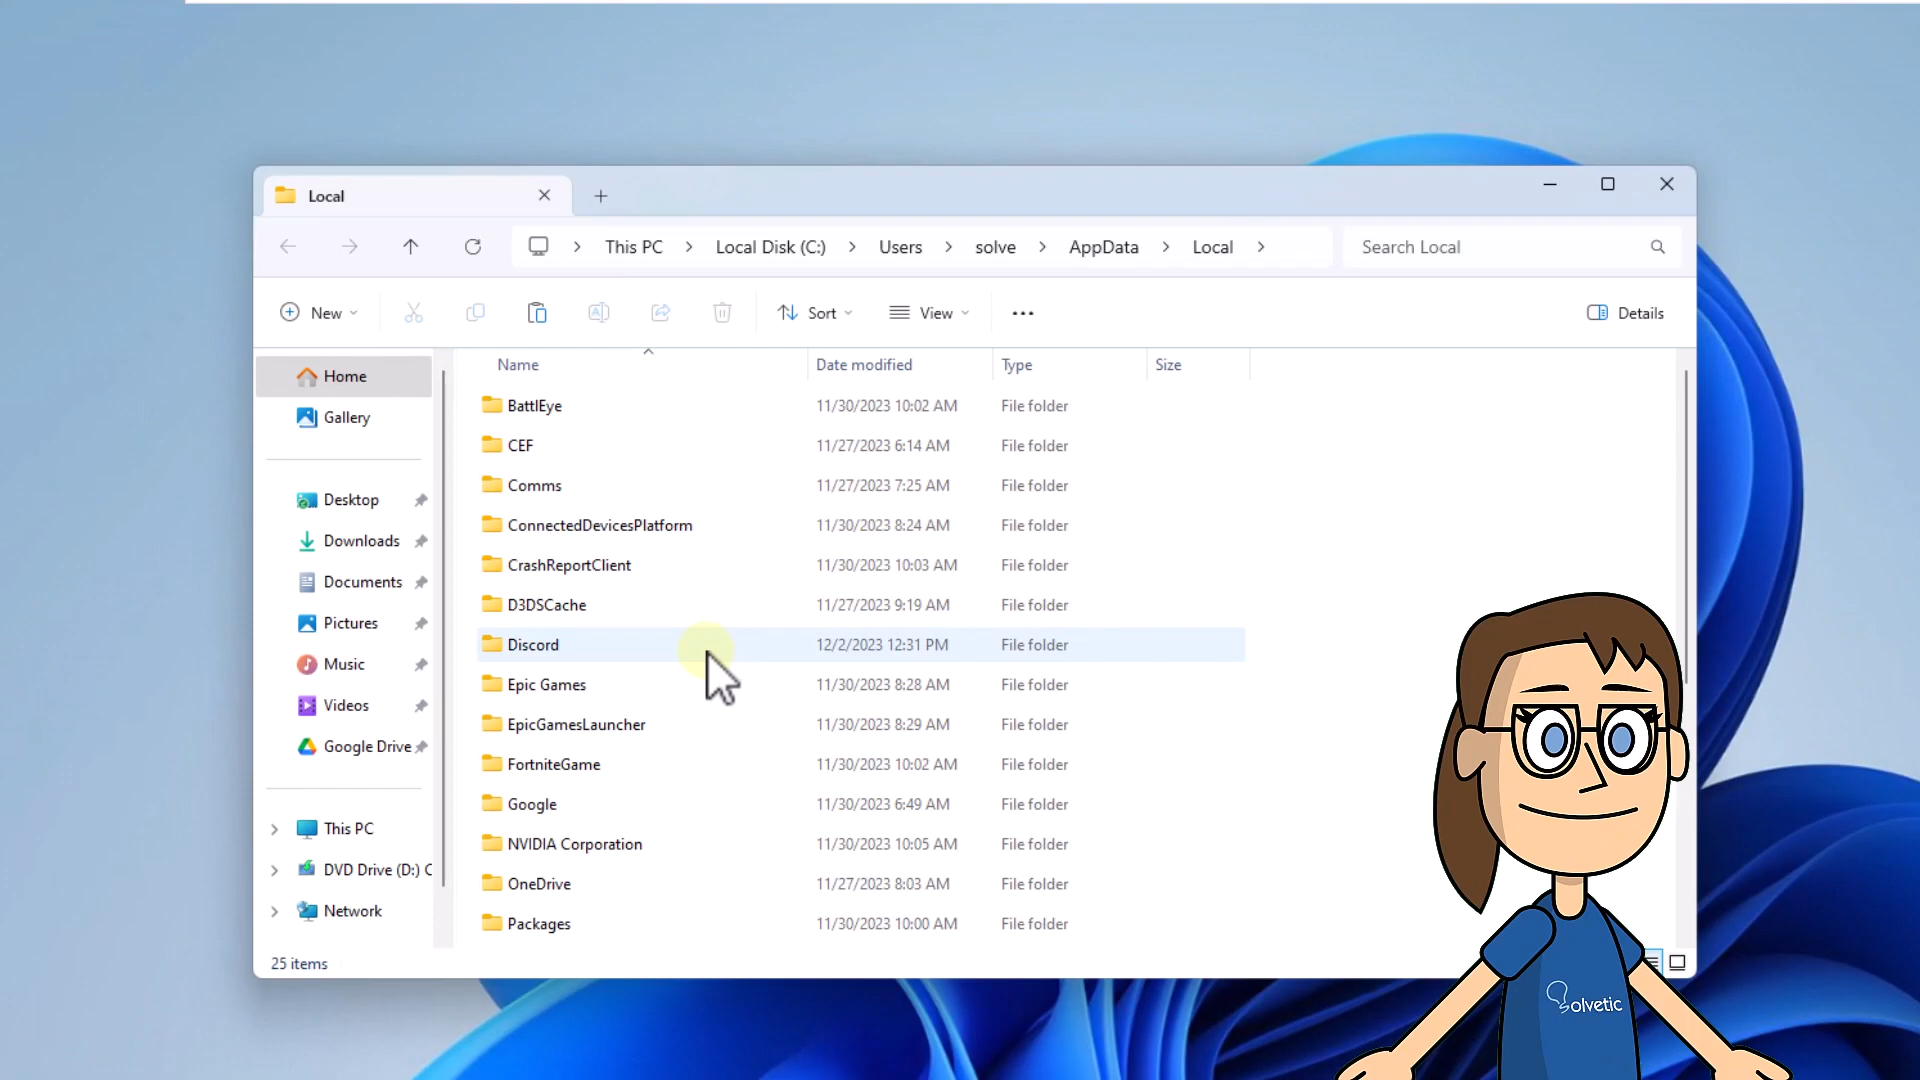 Local
This PC Local Disk (C:) Users solve AppData Local Search Local
New Sort View Details
Name Date modified Type Size
Home
Gallery
Desktop
Downloads
Documents
Pictures
Music
Videos
Google Drive
This PC
DVD Drive (D:) C
Network
BattlEye 11/30/2023 10:02 AM File folder
CEF 11/27/2023 6:14 AM File folder
Comms 11/27/2023 7:25 AM File folder
ConnectedDevicesPlatform 11/30/2023 8:24 AM File folder
CrashReportClient 11/30/2023 10:03 AM File folder
D3DSCache 11/27/2023 9:19 AM File folder
Discord 12/2/2023 12:31 PM File folder
Epic Games 11/30/2023 8:28 AM File folder
EpicGamesLauncher 11/30/2023 8:29 AM File folder
FortniteGame 11/30/2023 10:02 AM File folder
Google 11/30/2023 6:49 AM File folder
NVIDIA Corporation 11/30/2023 10:05 AM File folder
OneDrive 11/27/2023 8:03 AM File folder
Packages 11/30/2023 10:00 AM File folder
25 items
Solvetic